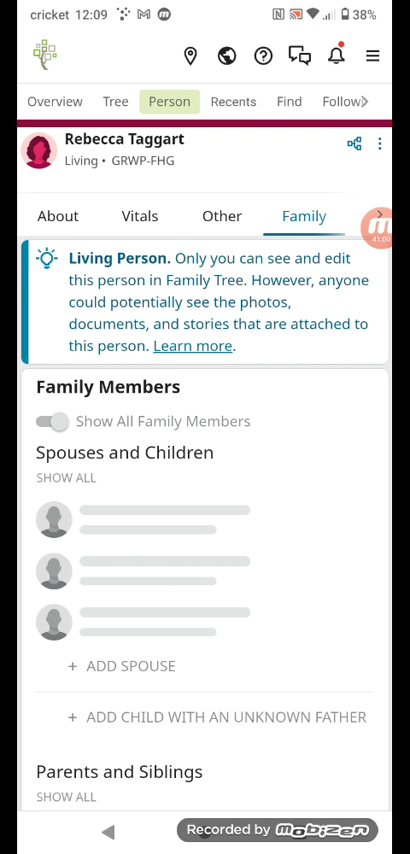 cricket 12:09 38%
Overview Tree Person Recents Find Follow
Rebecca Taggart
Living • GRWP-FHG
About Vitals Other Family
41:00
Living Person. Only you can see and edit
this person in Family Tree. However, anyone
could potentially see the photos,
documents, and stories that are attached to
this person. Learn more.
Family Members
Show All Family Members
Spouses and Children
SHOW ALL
+ ADD SPOUSE
+ ADD CHILD WITH AN UNKNOWN FATHER
Parents and Siblings
SHOW ALL
Recorded by mobizen